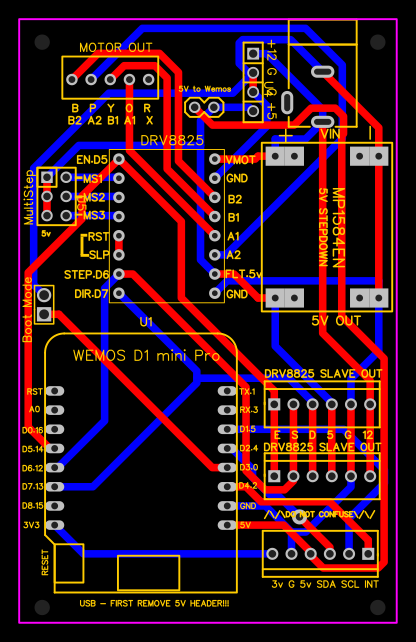 MOTOR OUT
+12 G +5
U4
5V to Wemos
B P Y O R
B2 A2 B1 A1 X
VIN
+ -
DRV8825
EN-D5
MS1
MS2
MS3
RST
SLP
STEP-D6
DIR-D7
VMOT
GND
B2
B1
A1
A2
FLT.5v
GND
MultiStep
5v
MP1584EN
5V STEPDOWN
5V OUT
Boot Mode
U1
WEMOS D1 mini Pro
RST
A0
D0.16
D5-14
D6-12
D7-13
D8-15
3V3
TX-1
RX-3
D1.5
D2.4
D3.0
D4-2
GND
5V
DRV8825 SLAVE OUT
E S D 5 G 12
DRV8825 SLAVE OUT
/\/\DO NOT CONFUSE/\/\
3v G 5v SDA SCL INT
RESET
USB - FIRST REMOVE 5V HEADER!!!